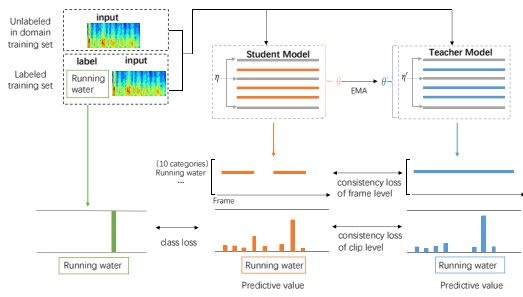 Unlabeled in domain training set
input
Labeled training set
label
input
Running water
Student Model
η
θ
EMA
θ'
Teacher Model
η'
(10 categories)
Running water
...
Frame
consistency loss
of frame level
class loss
consistency loss
of clip level
Running water
Running water
Running water
Predictive value
Predictive value